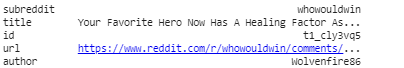 subreddit whowouldwin
title Your Favorite Hero Now Has A Healing Factor As...
id t1_cly3vq5
url https://www.reddit.com/r/whowouldwin/comments/...
author Wolvenfire86